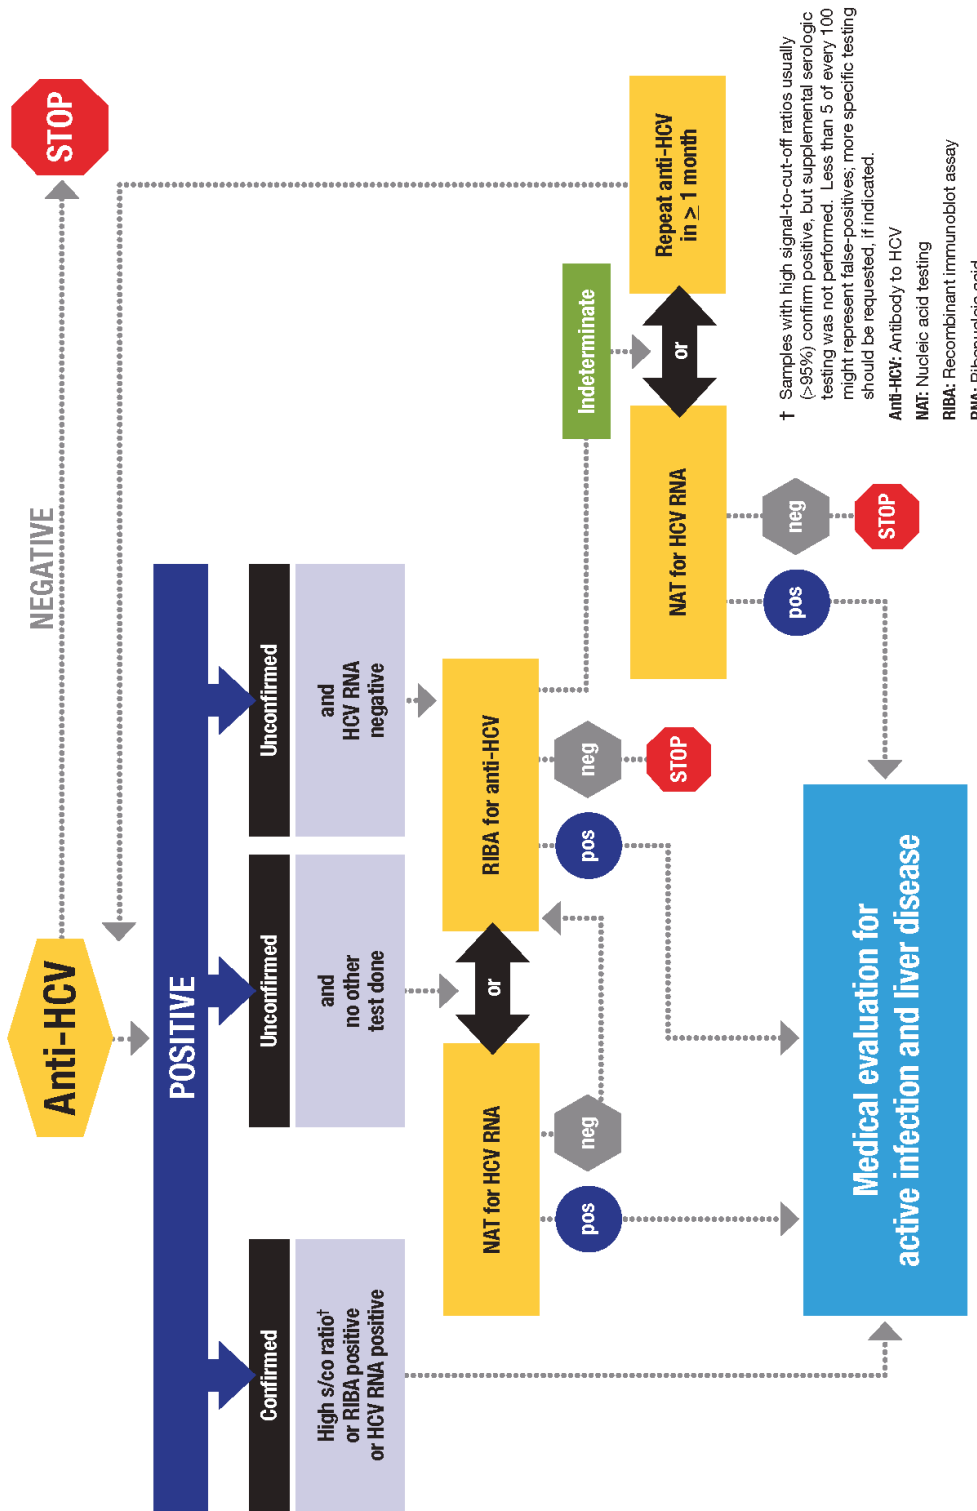 Anti-HCV
NEGATIVE
STOP
POSITIVE
Confirmed
High s/co ratio†
or RIBA positive
or HCV RNA positive
Unconfirmed
and
no other
test done
Unconfirmed
and
HCV RNA
negative
NAT for HCV RNA
or
RIBA for anti-HCV
pos
neg
pos
neg
STOP
Indeterminate
NAT for HCV RNA
or
Repeat anti-HCV
in ≥ 1 month
pos
neg
STOP
Medical evaluation for
active infection and liver disease
† Samples with high signal-to-cut-off ratios usually
(>95%) confirm positive, but supplemental serologic
testing was not performed. Less than 5 of every 100
might represent false-positives; more specific testing
should be requested, if indicated.
Anti-HCV: Antibody to HCV
NAT: Nucleic acid testing
RIBA: Recombinant immunoblot assay
RNA: Ribonucleic acid